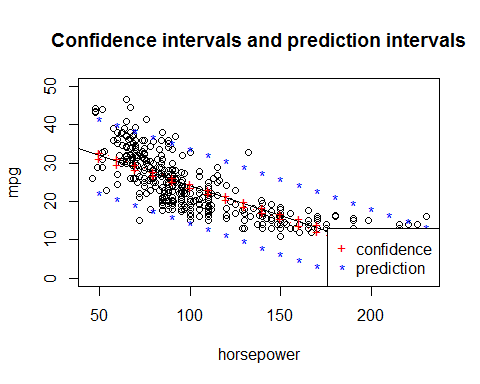 Confidence intervals and prediction intervals
mpg
50
40
30
20
10
0
+ confidence
* prediction
50 100 150 200
horsepower